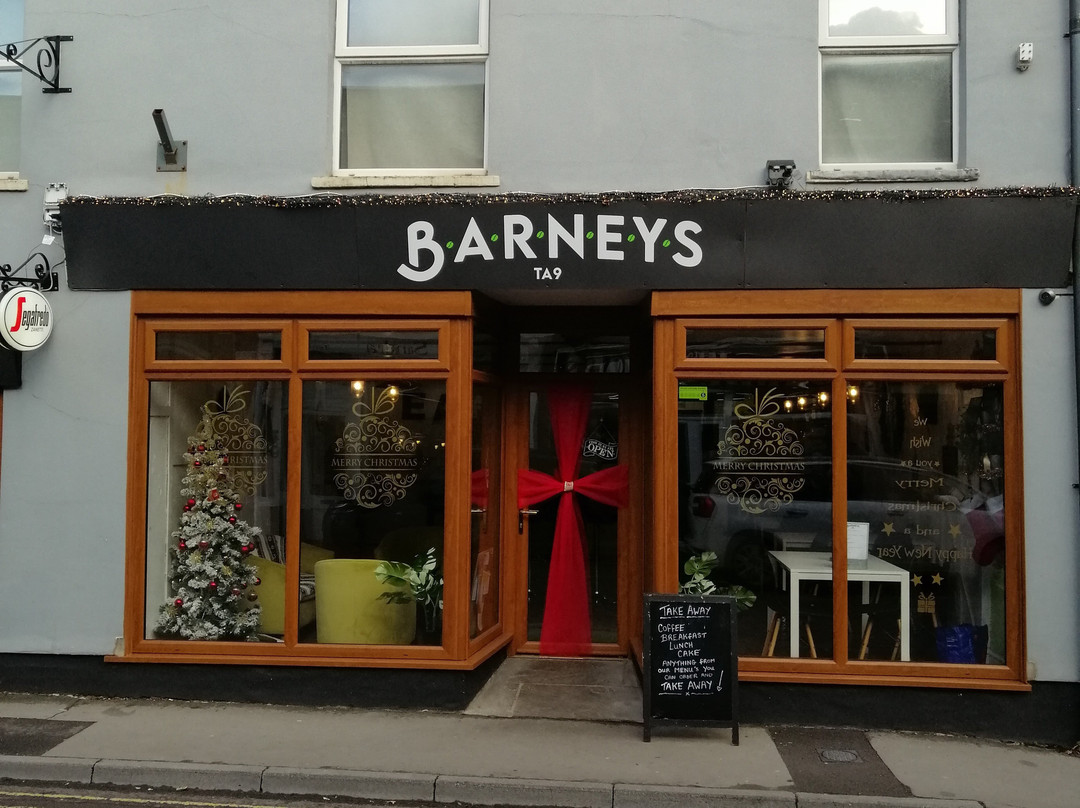 B.A.R.N.E.Y.S
TA9
Segafredo
MERRY CHRISTMAS
MERRY CHRISTMAS
MERRY CHRISTMAS
OPEN
We
Wish
you a
Merry
Christmas
and a
Happy New Year
TAKE AWAY
COFFEE
BREAKFAST
LUNCH
CAKE
ANYTHING FROM
OUR MENU'S YOU
CAN ORDER AND
TAKE AWAY!